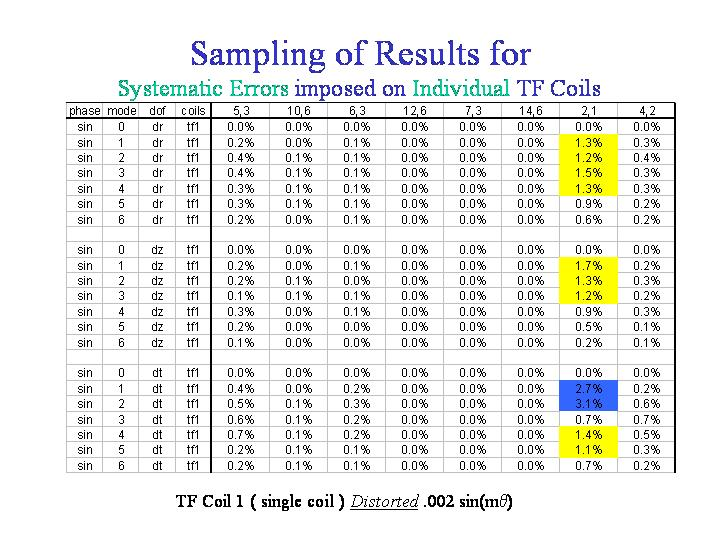 Sampling of Results for
Systematic Errors imposed on Individual TF Coils
phase mode dof coils 5,3 10,6 6,3 12,6 7,3 14,6 2,1 4,2
sin 0 dr tf1 0.0% 0.0% 0.0% 0.0% 0.0% 0.0% 0.0% 0.0%
sin 1 dr tf1 0.2% 0.0% 0.1% 0.0% 0.0% 0.0% 1.3% 0.3%
sin 2 dr tf1 0.4% 0.1% 0.1% 0.0% 0.0% 0.0% 1.2% 0.4%
sin 3 dr tf1 0.4% 0.1% 0.1% 0.0% 0.0% 0.0% 1.5% 0.3%
sin 4 dr tf1 0.3% 0.1% 0.1% 0.0% 0.0% 0.0% 1.3% 0.3%
sin 5 dr tf1 0.3% 0.1% 0.1% 0.0% 0.0% 0.0% 0.9% 0.2%
sin 6 dr tf1 0.2% 0.0% 0.1% 0.0% 0.0% 0.0% 0.6% 0.2%
sin 0 dz tf1 0.0% 0.0% 0.0% 0.0% 0.0% 0.0% 0.0% 0.0%
sin 1 dz tf1 0.2% 0.0% 0.1% 0.0% 0.0% 0.0% 1.7% 0.2%
sin 2 dz tf1 0.2% 0.1% 0.0% 0.0% 0.0% 0.0% 1.3% 0.3%
sin 3 dz tf1 0.1% 0.1% 0.1% 0.0% 0.0% 0.0% 1.2% 0.2%
sin 4 dz tf1 0.3% 0.0% 0.1% 0.0% 0.0% 0.0% 0.9% 0.3%
sin 5 dz tf1 0.2% 0.0% 0.0% 0.0% 0.0% 0.0% 0.5% 0.1%
sin 6 dz tf1 0.1% 0.0% 0.0% 0.0% 0.0% 0.0% 0.2% 0.1%
sin 0 dt tf1 0.0% 0.0% 0.0% 0.0% 0.0% 0.0% 0.0% 0.0%
sin 1 dt tf1 0.4% 0.0% 0.2% 0.0% 0.0% 0.0% 2.7% 0.2%
sin 2 dt tf1 0.5% 0.1% 0.3% 0.0% 0.0% 0.0% 3.1% 0.6%
sin 3 dt tf1 0.6% 0.1% 0.2% 0.0% 0.0% 0.0% 0.7% 0.7%
sin 4 dt tf1 0.7% 0.1% 0.2% 0.0% 0.0% 0.0% 1.4% 0.5%
sin 5 dt tf1 0.2% 0.1% 0.1% 0.0% 0.0% 0.0% 1.1% 0.3%
sin 6 dt tf1 0.2% 0.1% 0.1% 0.0% 0.0% 0.0% 0.7% 0.2%
TF Coil 1 ( single coil ) Distorted .002 sin(mθ)